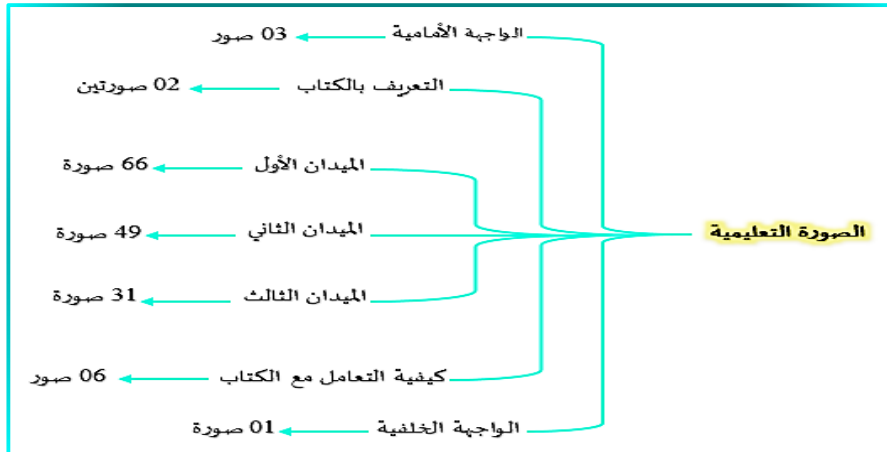 الواجهة الأمامية 03 صور
التعريف بالكتاب 02 صورتين
الميدان الأول 66 صورة
الصورة التعليمية
الميدان الثاني 49 صورة
الميدان الثالث 31 صورة
كيفية التعامل مع الكتاب 06 صور
الواجهة الخلفية 01 صورة